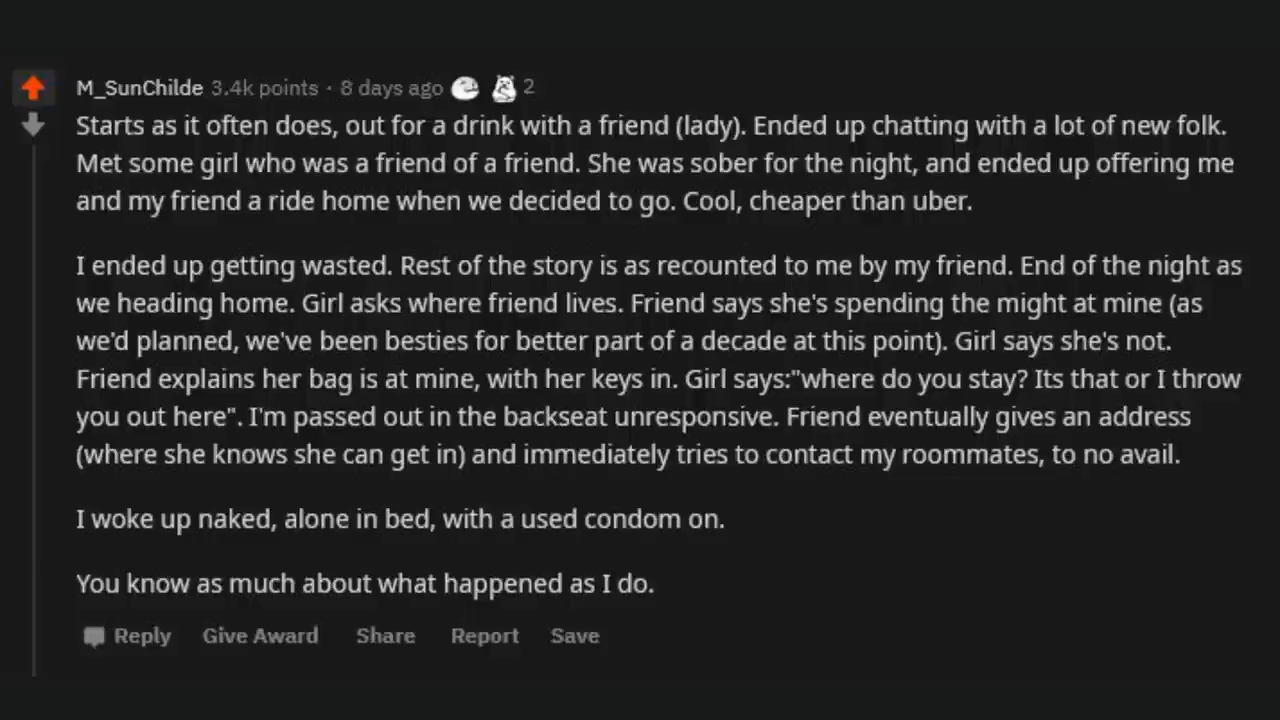 M_SunChilde 3.4k points · 8 days ago 2
Starts as it often does, out for a drink with a friend (lady). Ended up chatting with a lot of new folk.
Met some girl who was a friend of a friend. She was sober for the night, and ended up offering me
and my friend a ride home when we decided to go. Cool, cheaper than uber.
I ended up getting wasted. Rest of the story is as recounted to me by my friend. End of the night as
we heading home. Girl asks where friend lives. Friend says she's spending the might at mine (as
we'd planned, we've been besties for better part of a decade at this point). Girl says she's not.
Friend explains her bag is at mine, with her keys in. Girl says:"where do you stay? Its that or I throw
you out here". I'm passed out in the backseat unresponsive. Friend eventually gives an address
(where she knows she can get in) and immediately tries to contact my roommates, to no avail.
I woke up naked, alone in bed, with a used condom on.
You know as much about what happened as I do.
Reply Give Award Share Report Save